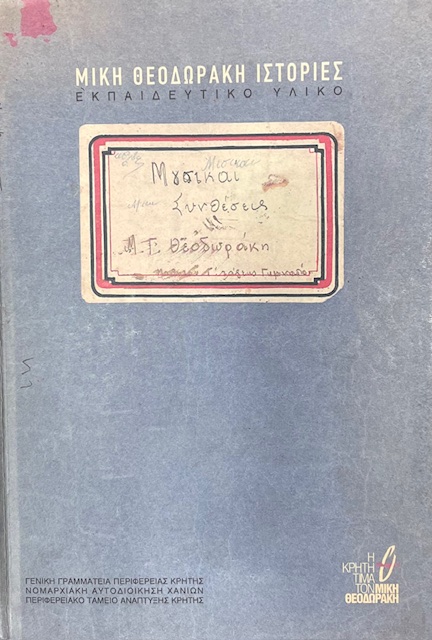 ΜΙΚΗ ΘΕΟΔΩΡΑΚΗ ΙΣΤΟΡΙΕΣ
ΕΚΠΑΙΔΕΥΤΙΚΟ ΥΛΙΚΟ
Μουσικαί
Συνθέσεις
Μ. Γ. Θεοδωράκη
Γυμνασίου
Η
ΚΡΗΤΗ
ΤΙΜΑ
ΤΟΝ ΜΙΚΗ
ΘΕΟΔΩΡΑΚΗ
ΓΕΝΙΚΗ ΓΡΑΜΜΑΤΕΙΑ ΠΕΡΙΦΕΡΕΙΑΣ ΚΡΗΤΗΣ
ΝΟΜΑΡΧΙΑΚΗ ΑΥΤΟΔΙΟΙΚΗΣΗ ΧΑΝΙΩΝ
ΠΕΡΙΦΕΡΕΙΑΚΟ ΤΑΜΕΙΟ ΑΝΑΠΤΥΞΗΣ ΚΡΗΤΗΣ